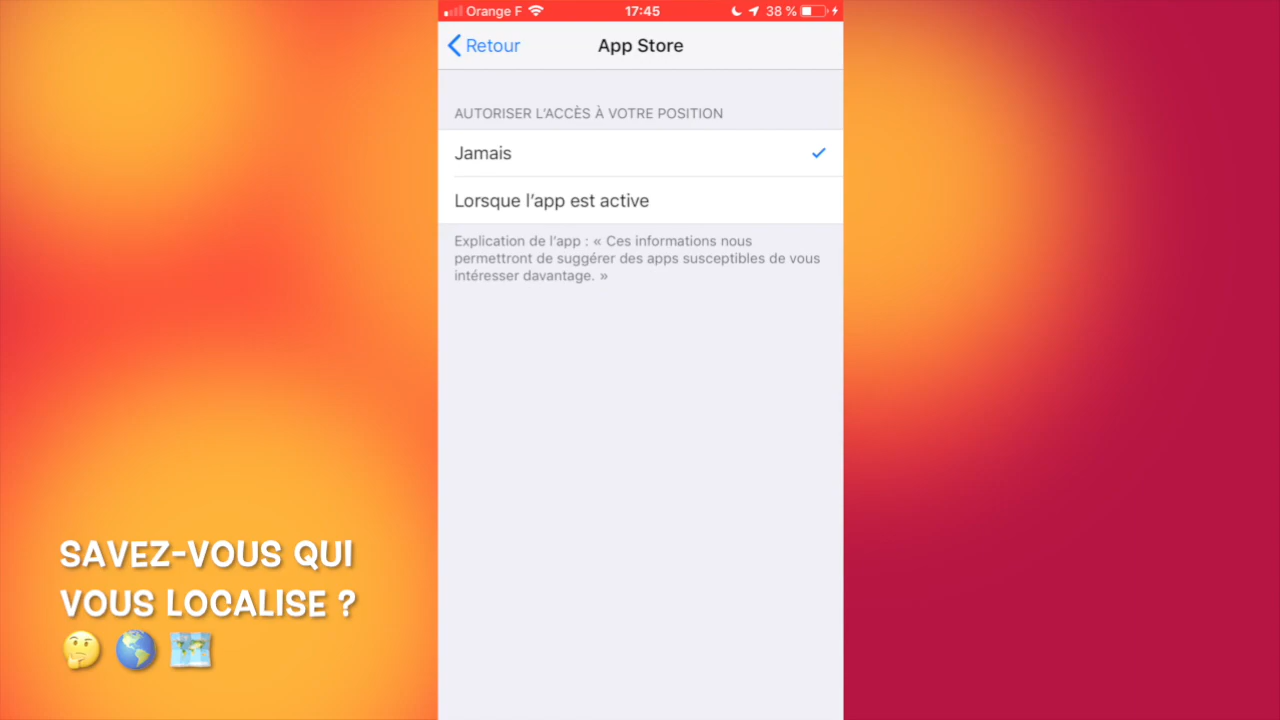 Orange F 17:45 38 %
Retour App Store
AUTORISER L'ACCÈS À VOTRE POSITION
Jamais
Lorsque l'app est active
Explication de l'app : « Ces informations nous
permettront de suggérer des apps susceptibles de vous
intéresser davantage. »
SAVEZ-VOUS QUI
VOUS LOCALISE ?